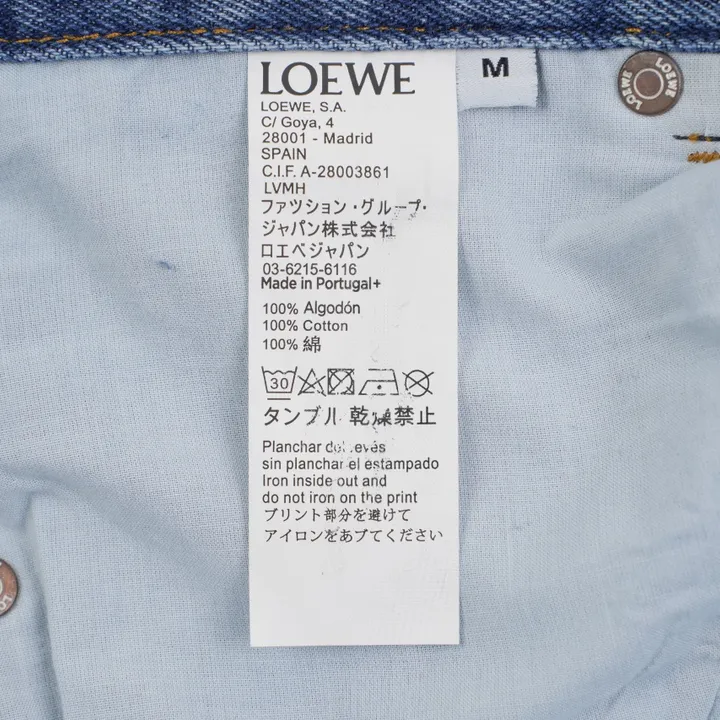 LOEWE
M
LOEWE
LOEWE
LOEWE, S.A.
C/ Goya, 4
28001 - Madrid
SPAIN
C.I.F. A-28003861
LVMH
ファツション・グループ・
ジャパン株式会社
ロエベジャパン
03-6215-6116
Made in Portugal+
100% Algodón
100% Cotton
100% 綿
30
タンブル 乾燥禁止
Planchar del revés
sin planchar el estampado
Iron inside out and
do not iron on the print
プリント部分を避けて
アイロンをあブてください
LOEWE